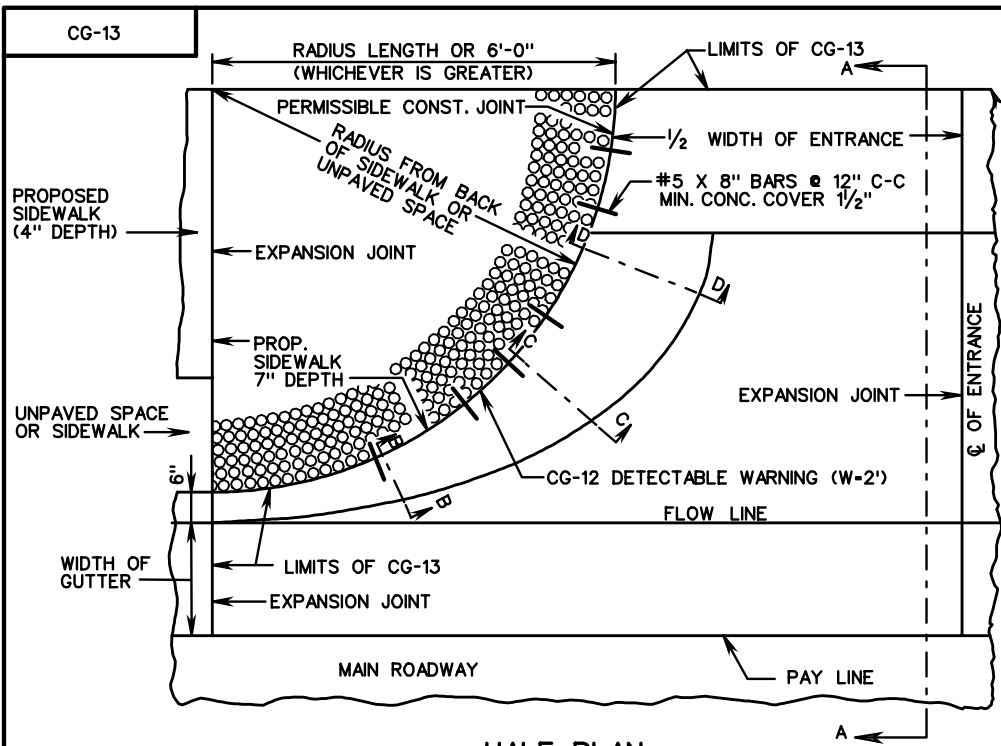 CG-13
RADIUS LENGTH OR 6'-0"
(WHICHEVER IS GREATER)
LIMITS OF CG-13
A
PERMISSIBLE CONST. JOINT
1/2 WIDTH OF ENTRANCE
RADIUS FROM BACK
OF SIDEWALK OR
UNPAVED SPACE
#5 X 8" BARS @ 12" C-C
MIN. CONC. COVER 1 1/2"
PROPOSED
SIDEWALK
(4" DEPTH)
EXPANSION JOINT
D
D
PROP.
SIDEWALK
7" DEPTH
C
C
EXPANSION JOINT
℄ OF ENTRANCE
UNPAVED SPACE
OR SIDEWALK
6"
B
B
CG-12 DETECTABLE WARNING (W=2')
FLOW LINE
WIDTH OF
GUTTER
LIMITS OF CG-13
EXPANSION JOINT
MAIN ROADWAY
PAY LINE
A
HALF PLAN